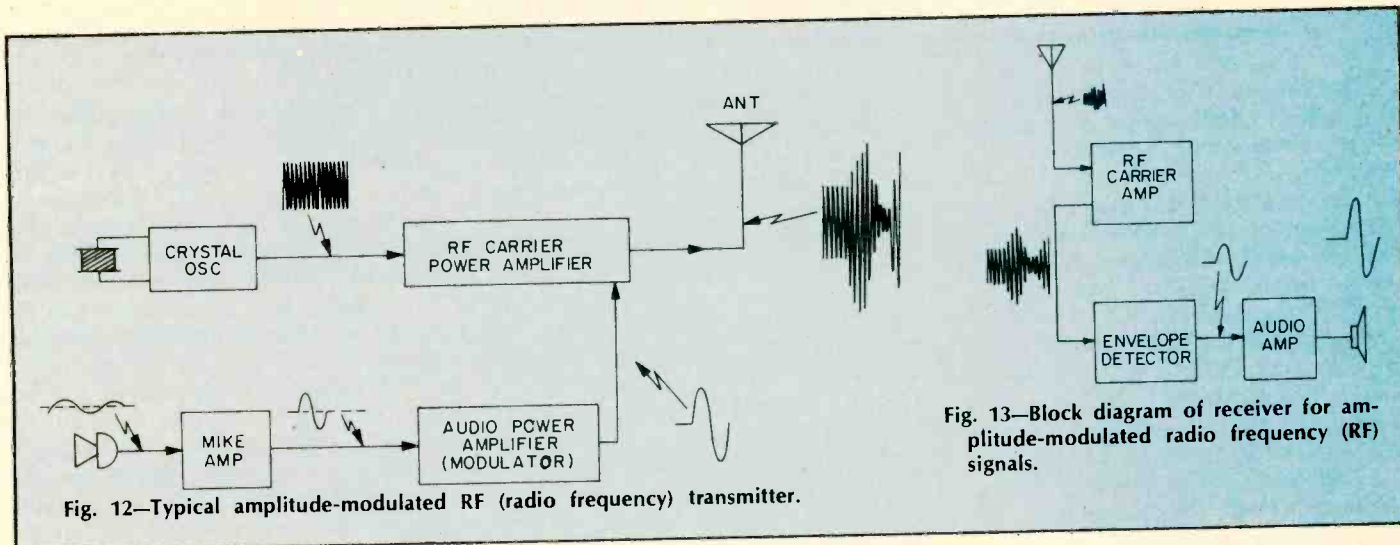 ANT
CRYSTAL
OSC
RF CARRIER
POWER AMPLIFIER
MIKE
AMP
AUDIO POWER
AMPLIFIER
(MODULATOR)
Fig. 12—Typical amplitude-modulated RF (radio frequency) transmitter.
RF
CARRIER
AMP
ENVELOPE
DETECTOR
AUDIO
AMP
Fig. 13—Block diagram of receiver for am-
plitude-modulated radio frequency (RF)
signals.